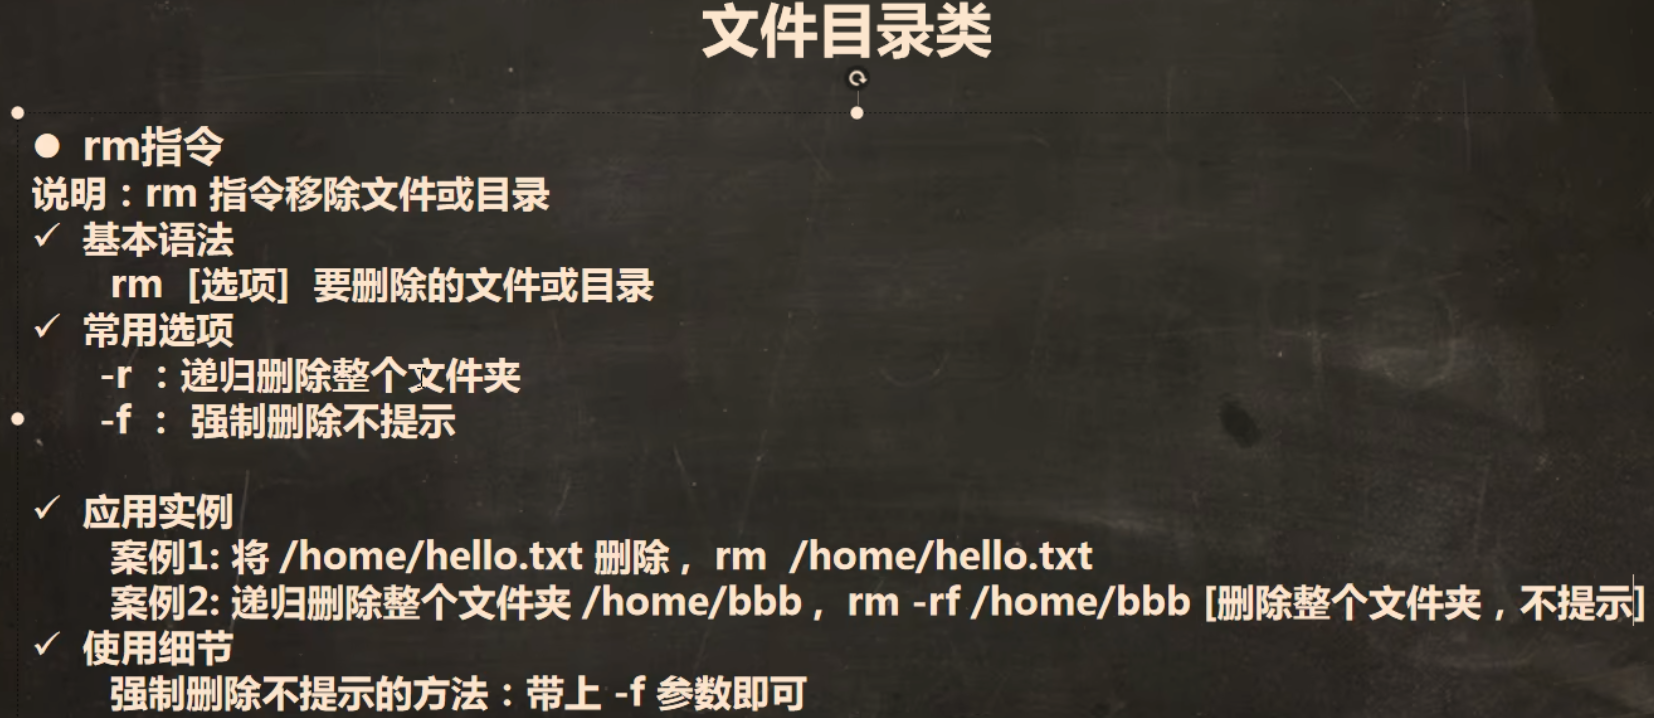 文件目录类
● rm指令
说明：rm 指令移除文件或目录
✓ 基本语法
rm [选项] 要删除的文件或目录
✓ 常用选项
-r ：递归删除整个文件夹
-f ： 强制删除不提示
✓ 应用实例
案例1: 将 /home/hello.txt 删除， rm /home/hello.txt
案例2: 递归删除整个文件夹 /home/bbb， rm -rf /home/bbb [删除整个文件夹，不提示]
✓ 使用细节
强制删除不提示的方法：带上 -f 参数即可